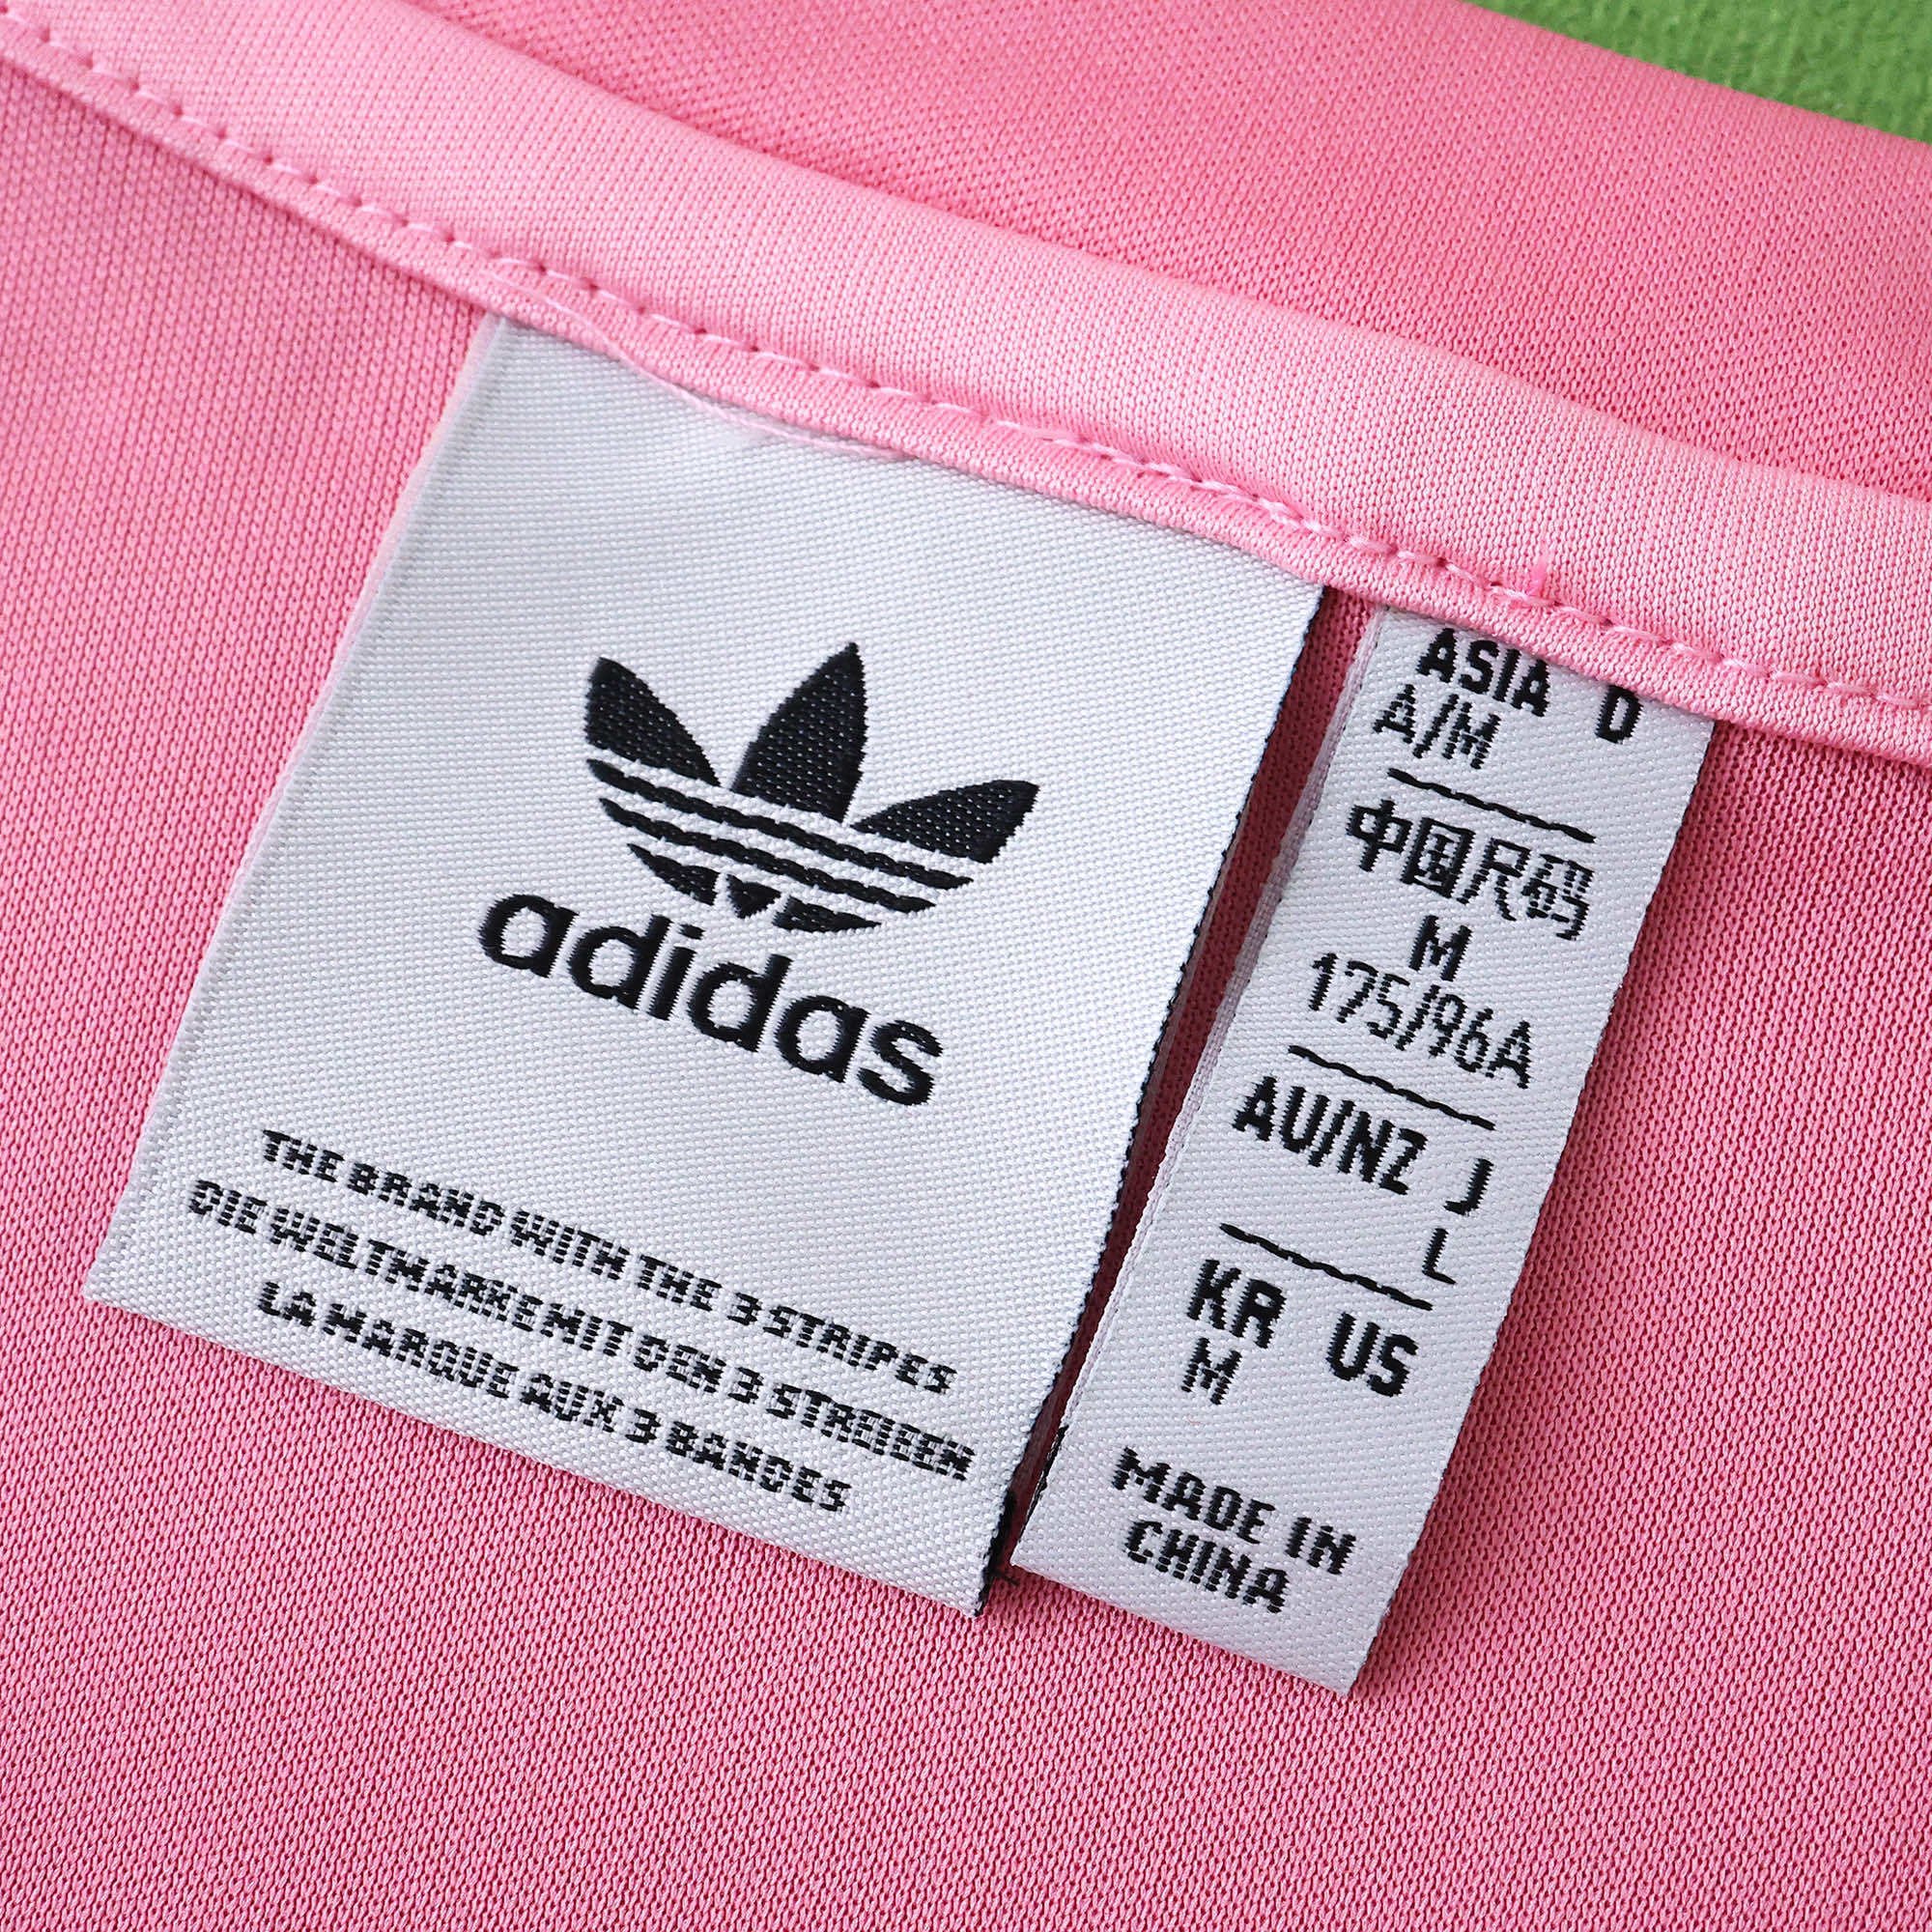 adidas
THE BRAND WITH THE 3 STRIPES
DIE WELTMARKE MIT DEN 3 STREIFEN
LA MARQUE AUX 3 BANDES
ASIA D
A/M
中国尺码
M
175/96A
AU/NZ J
L
KR US
M
MADE IN
CHINA